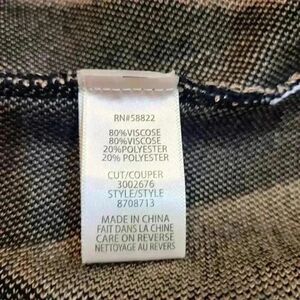 RN#58822
80%VISCOSE
80%VISCOSE
20%POLYESTER
20% POLYESTER
CUT/COUPER
3002676
STYLE/STYLE
8708713
MADE IN CHINA
FAIT DANS LA CHINE
CARE ON REVERSE
NETTOYAGE AU REVERS